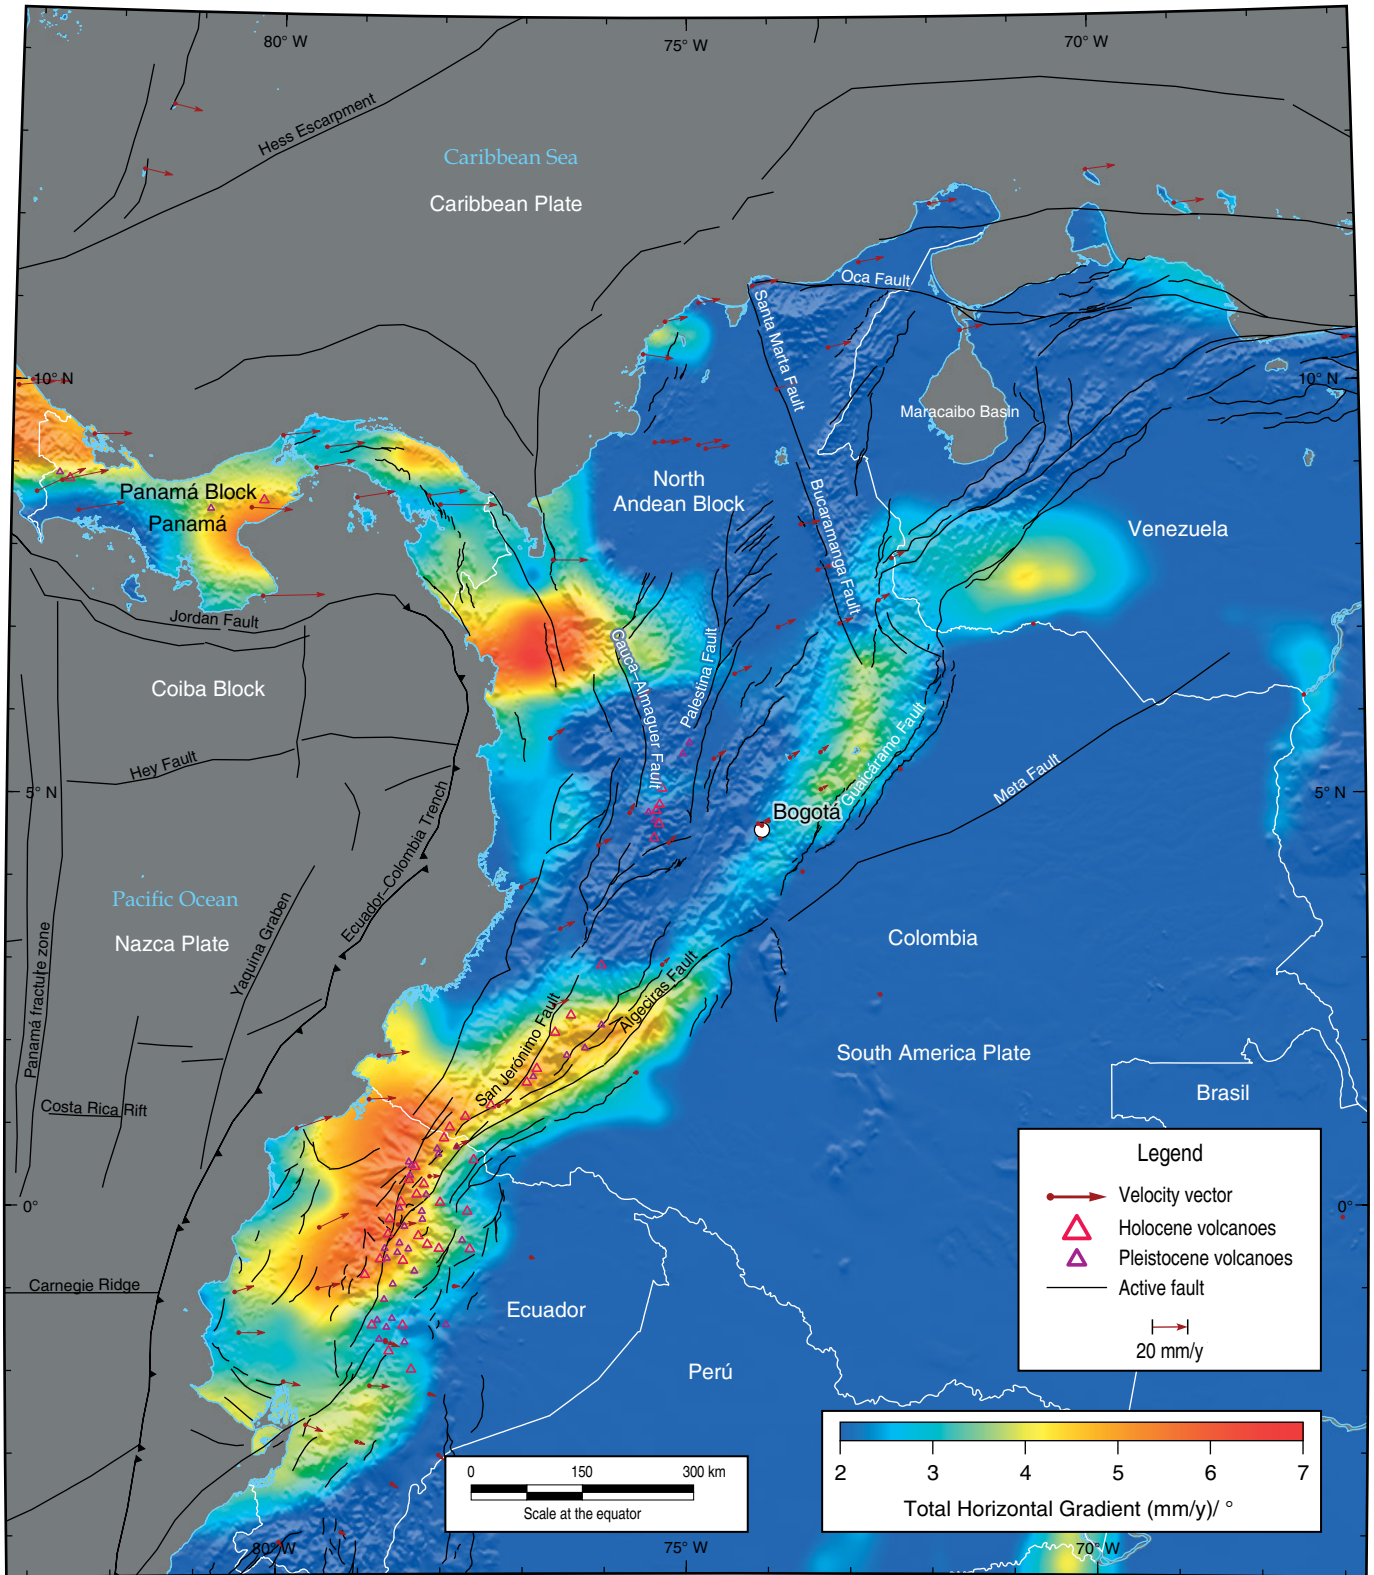 80° W
75° W
70° W
Hess Escarpment
Caribbean Sea
Caribbean Plate
Oca Fault
Santa Marta Fault
10° N
10° N
Maracaibo Basin
North
Andean Block
Panamá Block
Panamá
Bucaramanga Fault
Venezuela
Jordan Fault
Cauca–Almaguer Fault
Palestina Fault
Coiba Block
Guaicáramo Fault
Meta Fault
Hey Fault
5° N
5° N
Bogotá
Ecuador–Colombia Trench
Pacific Ocean
Nazca Plate
Yaquina Graben
Panamá fracture zone
Colombia
Algeciras Fault
San Jerónimo Fault
South America Plate
Brasil
Costa Rica Rift
Legend
Velocity vector
Holocene volcanoes
Pleistocene volcanoes
Active fault
20 mm/y
0°
0°
Carnegie Ridge
Ecuador
Perú
0 150 300 km
Scale at the equator
2 3 4 5 6 7
Total Horizontal Gradient (mm/y)/ °
80° W
75° W
70° W